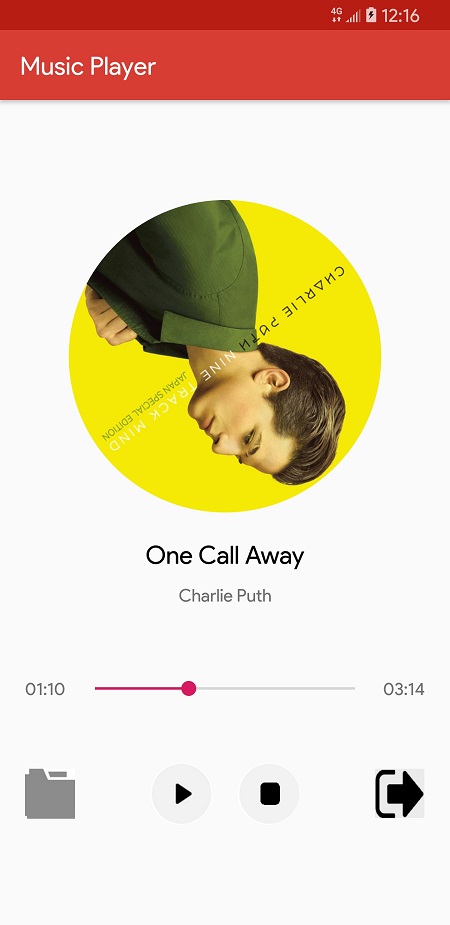 4G 12:16
Music Player
CHARLIE PUTH NINE TRACK MIND
JAPAN SPECIAL EDITION
One Call Away
Charlie Puth
01:10 03:14